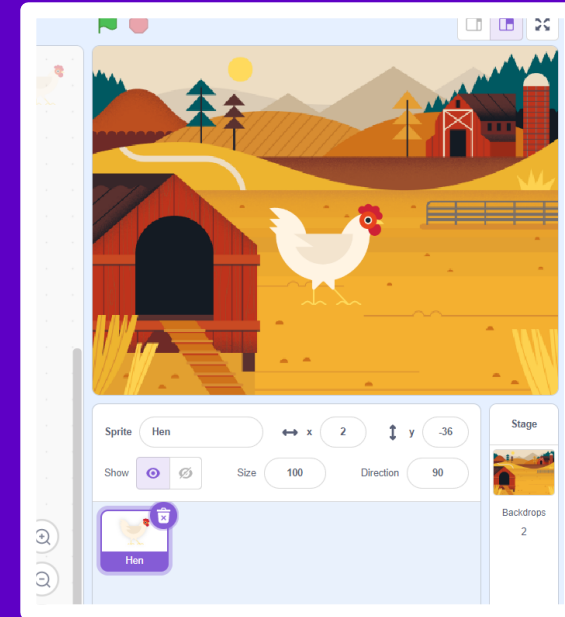 Sprite Hen x 2 y -36
Show Size 100 Direction 90
Stage
Backdrops
2
Hen